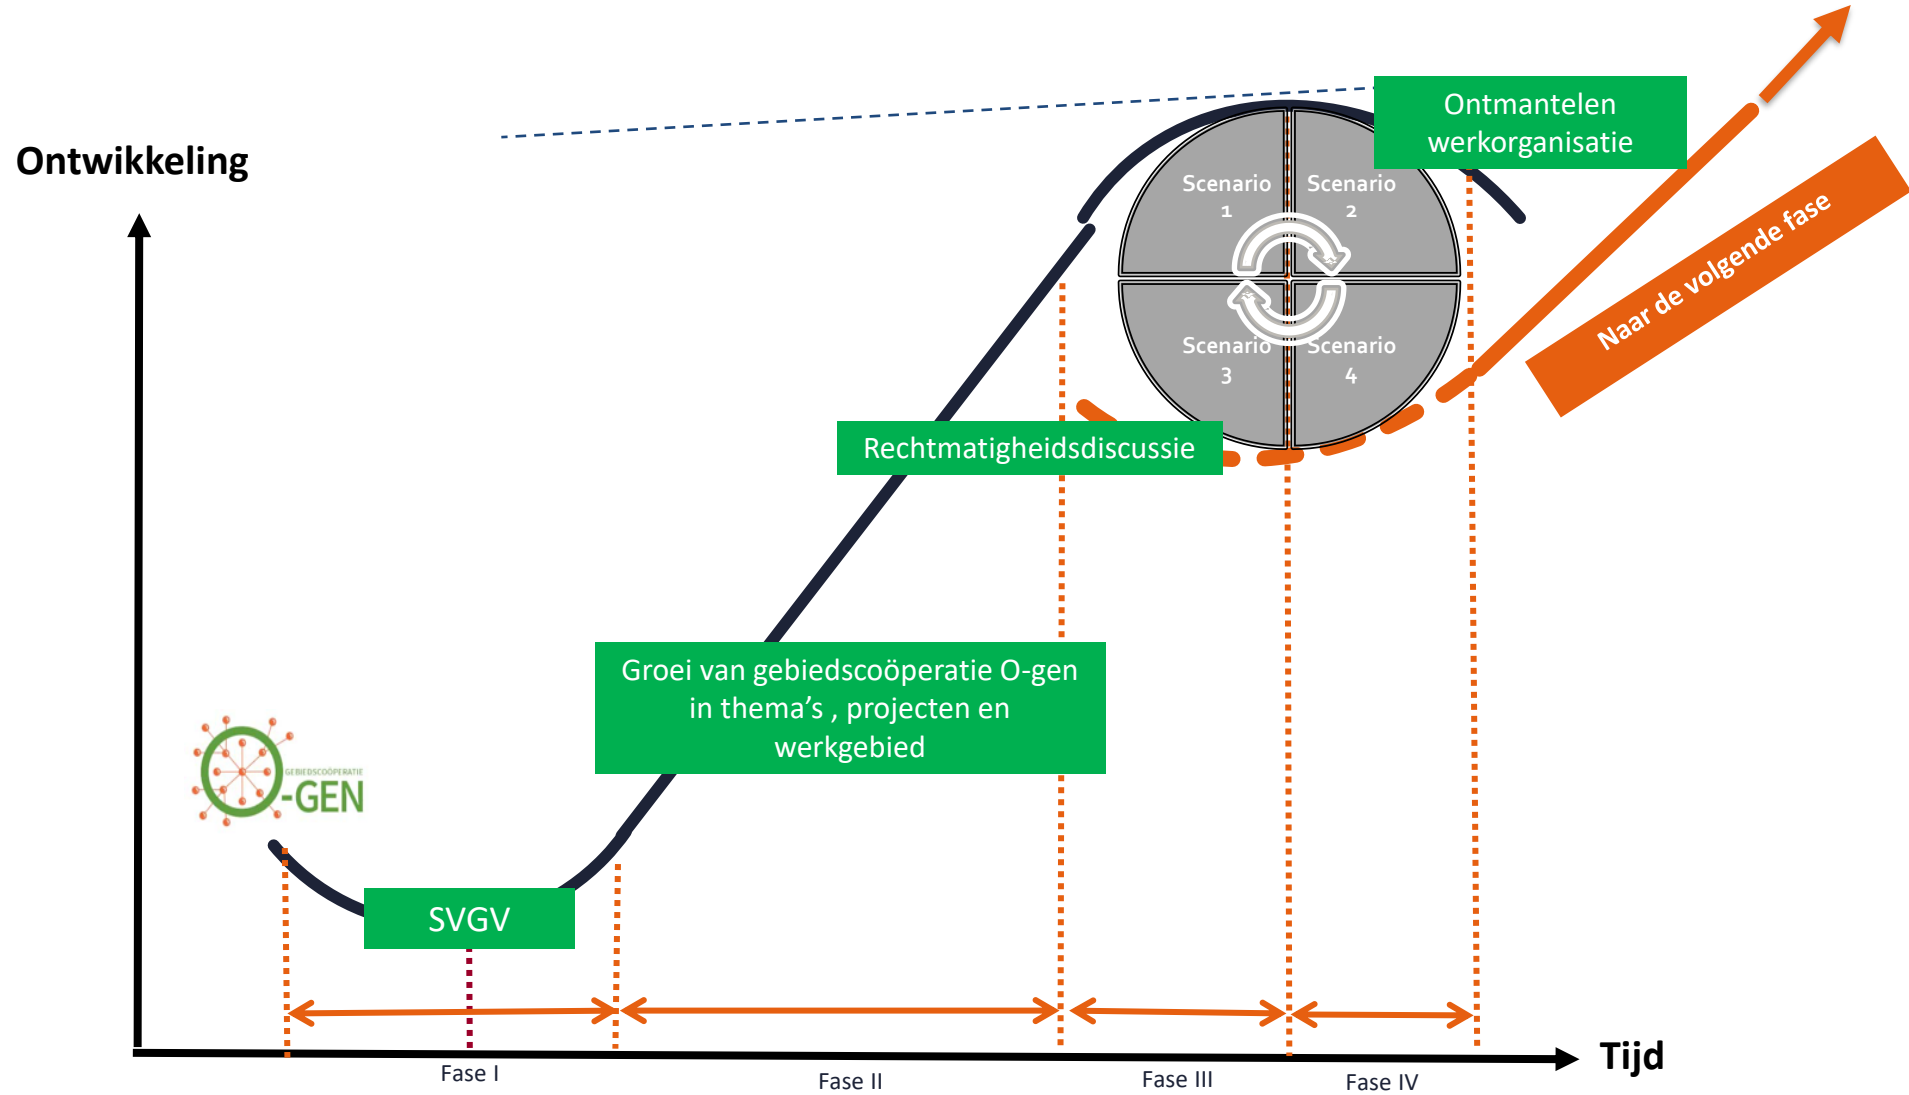 Ontwikkeling
Ontmantelen
werkorganisatie
Scenario
1
Scenario
2
Scenario
3
Scenario
4
Naar de volgende fase
Rechtmatigheidsdiscussie
Groei van gebiedscoöperatie O-gen
in thema’s , projecten en
werkgebied
GEBIEDSCOÖPERATIE
-GEN
SVGV
Tijd
Fase I
Fase II
Fase III
Fase IV